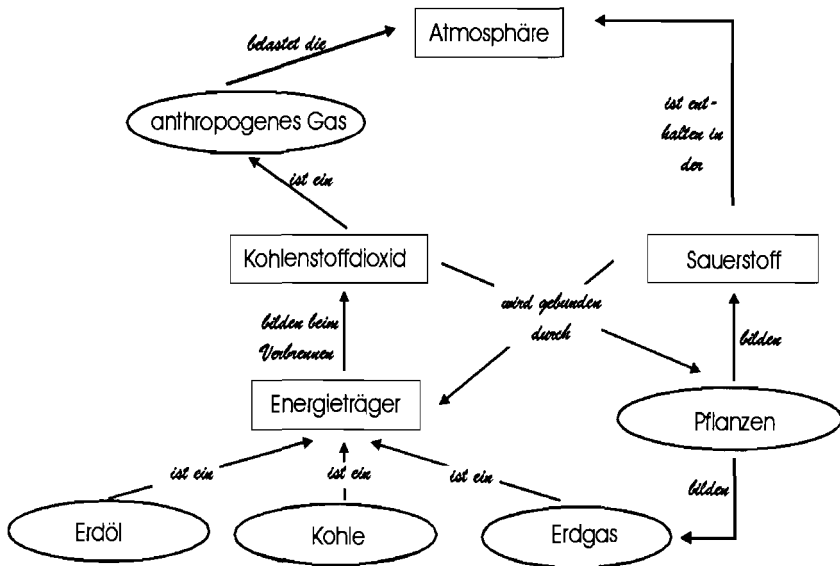 belastet die
Atmosphäre
anthropogenes Gas
ist ent-
halten in
der
ist ein
Kohlenstoffdioxid
Sauerstoff
wird gebunden
durch
bilden beim
Verbrennen
bilden
Energieträger
Pflanzen
ist ein
ist ein
ist ein
bilden
Erdöl
Kohle
Erdgas